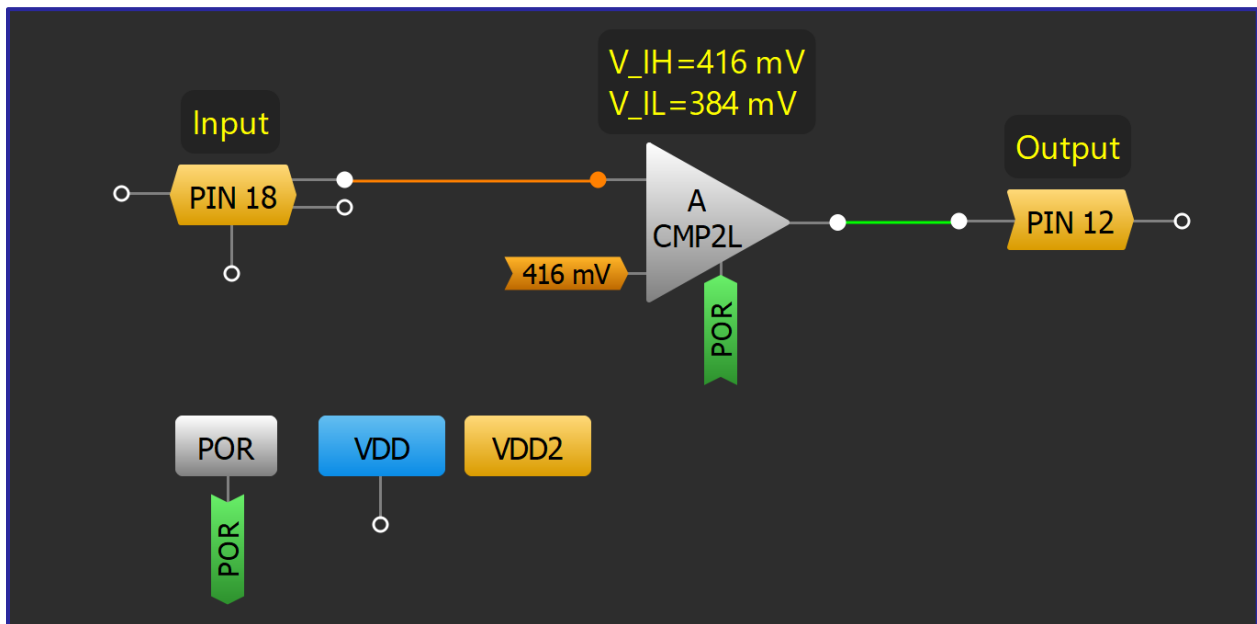 V_IH=416 mV
V_IL=384 mV
Input
Output
PIN 18
A
CMP2L
PIN 12
416 mV
POR
POR
VDD
VDD2
POR